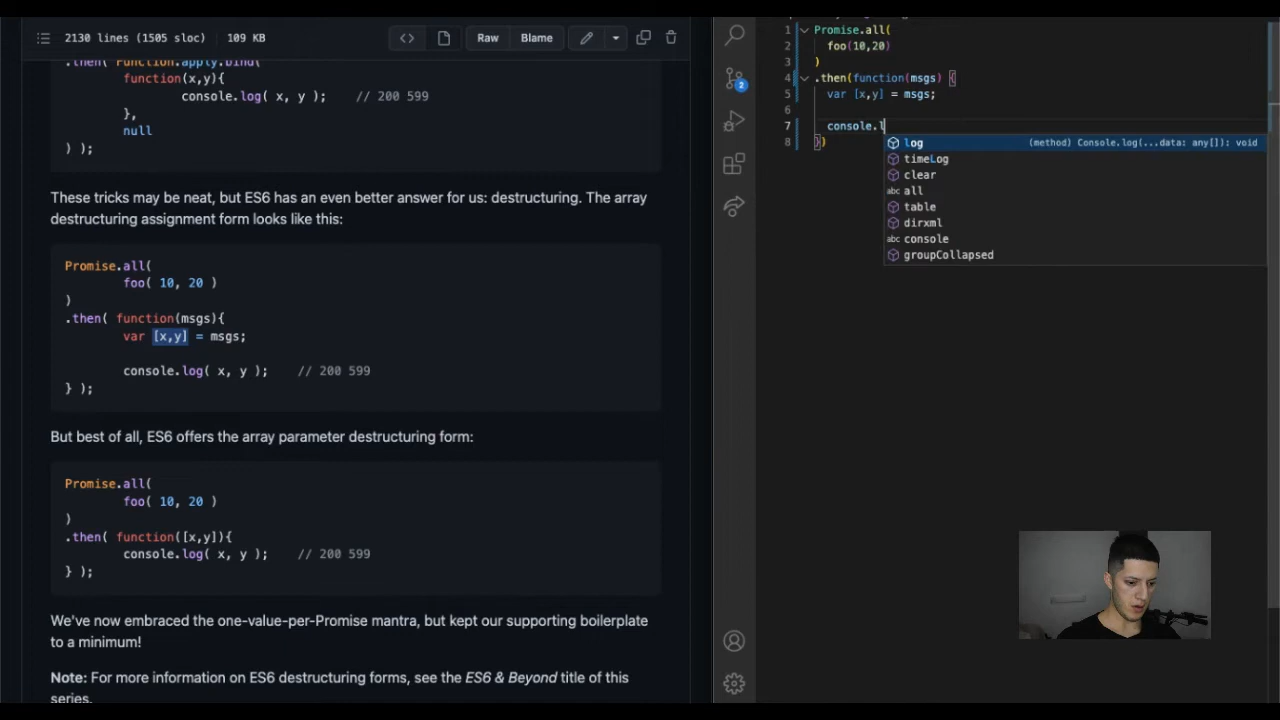 2130 lines (1505 sloc)
109 KB
Raw
Blame
.then( Function.apply.bind(
function(x,y){
console.log( x, y ); // 200 599
},
null
) );
These tricks may be neat, but ES6 has an even better answer for us: destructuring. The array
destructuring assignment form looks like this:
Promise.all(
foo( 10, 20 )
)
.then( function(msgs){
var [x,y] = msgs;
console.log( x, y ); // 200 599
} );
But best of all, ES6 offers the array parameter destructuring form:
Promise.all(
foo( 10, 20 )
)
.then( function([x,y]){
console.log( x, y ); // 200 599
} );
We've now embraced the one-value-per-Promise mantra, but kept our supporting boilerplate
to a minimum!
Note: For more information on ES6 destructuring forms, see the ES6 & Beyond title of this
series.
2
1 Promise.all(
2 foo(10,20)
3 )
4 .then(function(msgs) {
5 var [x,y] = msgs;
6
7 console.l
8 })
log (method) Console.log(...data: any[]): void
timeLog
clear
abc all
table
dirxml
abc console
groupCollapsed